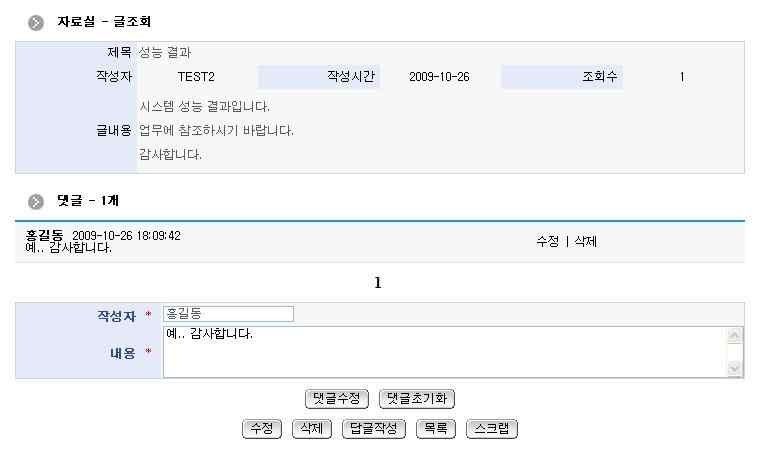 자료실 - 글조회
제목 성능 결과
작성자 TEST2 작성시간 2009-10-26 조회수 1
시스템 성능 결과입니다.
글내용 업무에 참조하시기 바랍니다.
감사합니다.
댓글 - 1개
홍길동 2009-10-26 18:09:42
수정 | 삭제
예.. 감사합니다.
1
작성자 * 홍길동
내용 * 예.. 감사합니다.
댓글수정 댓글초기화
수정 삭제 답글작성 목록 스크랩